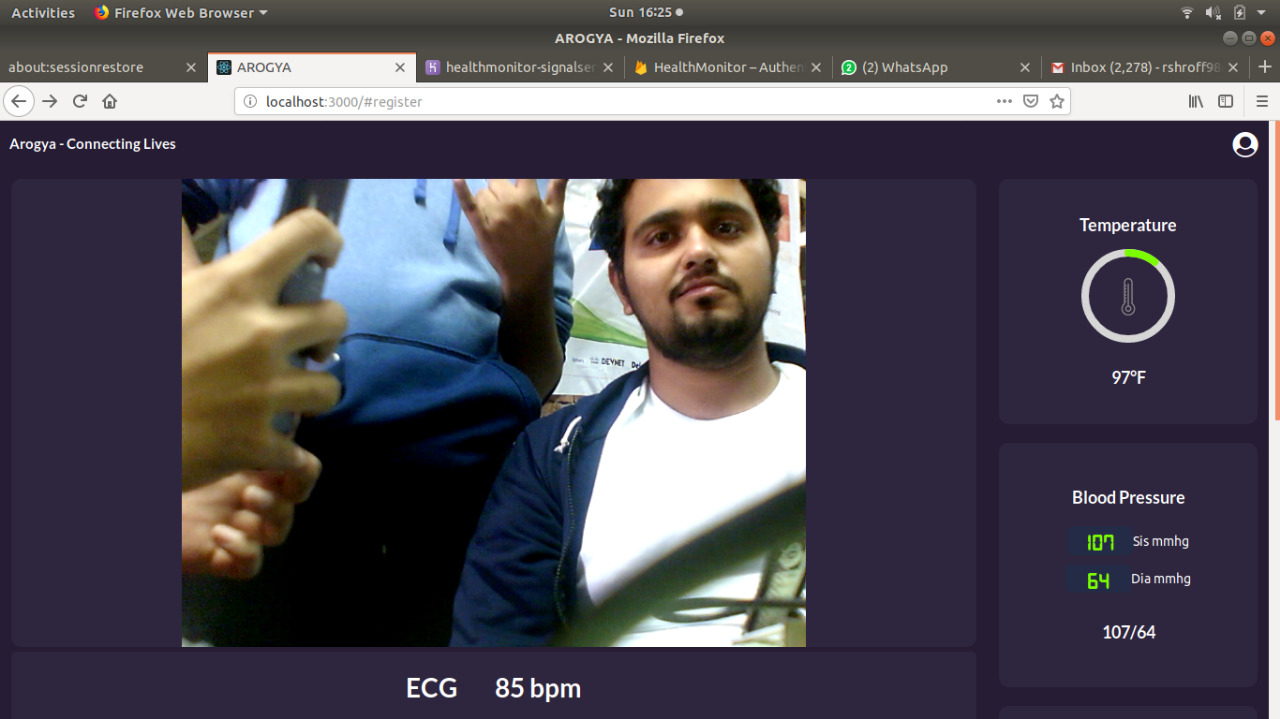 Activities Firefox Web Browser Sun 16:25
AROGYA - Mozilla Firefox
about:sessionrestore AROGYA healthmonitor-signalser HealthMonitor – Authen (2) WhatsApp Inbox (2,278) - rshroff98
localhost:3000/#register
Arogya - Connecting Lives
DEVNET
Temperature
97°F
Blood Pressure
107 Sis mmhg
64 Dia mmhg
107/64
ECG 85 bpm